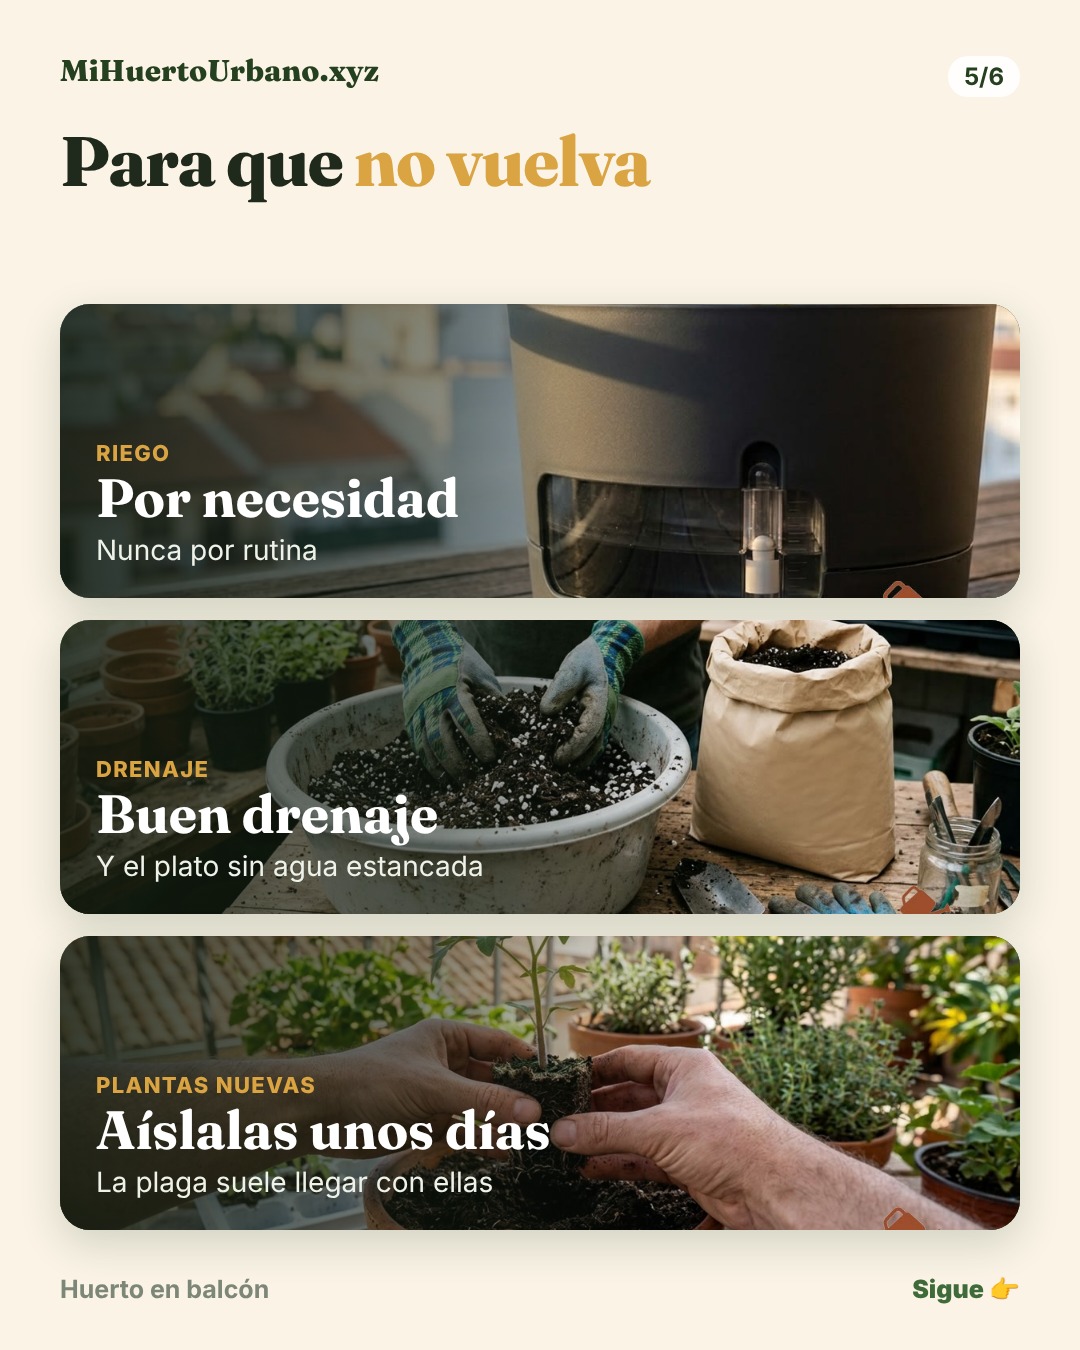 MiHuertoUrbano.xyz
5/6
Para que no vuelva
RIEGO
Por necesidad
Nunca por rutina
DRENAJE
Buen drenaje
Y el plato sin agua estancada
PLANTAS NUEVAS
Aíslalas unos días
La plaga suele llegar con ellas
Huerto en balcón
Sigue 👉